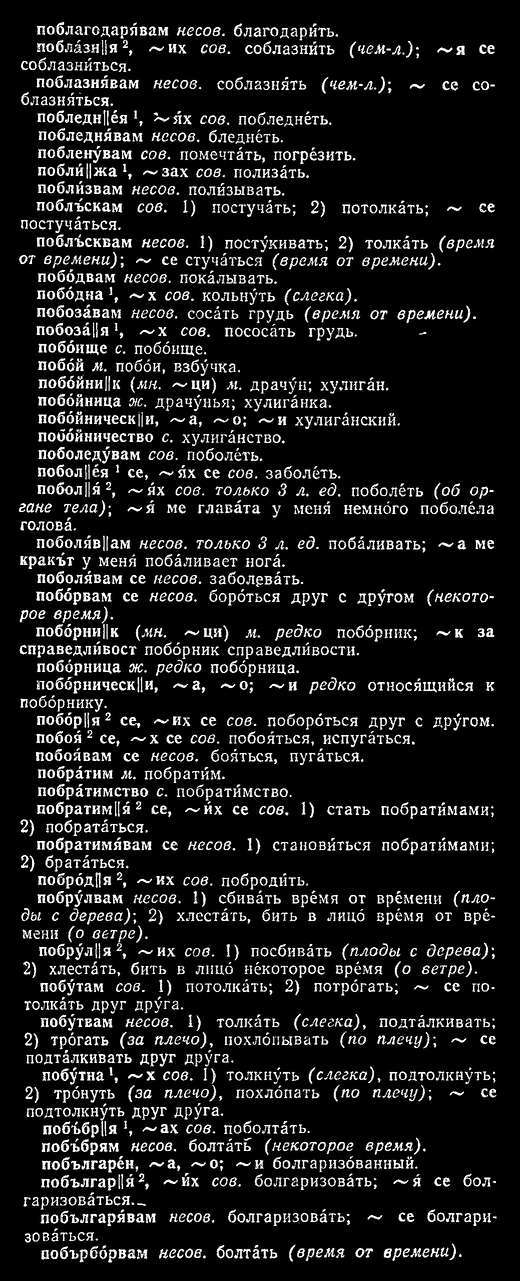 поблагодаря́вам несов. благодари́ть.
побла́зн||я ², ~их сов. соблазни́ть (чем-л.); ~я се
соблазни́ться.
поблазня́вам несов. соблазня́ть (чем-л.); ~ се со-
блазня́ться.
побледн||е́я ¹, ~я́х сов. побледне́ть.
побледня́вам несов. бледне́ть.
поблену́вам сов. помечта́ть, погре́зить.
побли́||жа ¹, ~зах сов. полиза́ть.
побли́звам несов. поли́зывать.
поблъ́скам сов. 1) постуча́ть; 2) потолка́ть; ~ се
постуча́ться.
поблъ́сквам несов. 1) посту́кивать; 2) толка́ть (время
от времени); ~ се стуча́ться (время от времени).
побо́двам несов. пока́лывать.
побо́дна ¹, ~х сов. кольну́ть (слегка).
побоза́вам несов. соса́ть грудь (время от времени).
побоза́||я ¹, ~х сов. пососа́ть грудь.
побо́ище с. побо́ище.
побо́й м. побо́и, взбу́чка.
побо́йни||к (мн. ~ци) м. драчу́н; хулига́н.
побо́йница ж. драчу́нья; хулига́нка.
побо́йническ||и, ~а, ~о; ~и хулига́нский.
побо́йничество с. хулига́нство.
поболеду́вам сов. поболе́ть.
побол||е́я ¹ се, ~я́х се сов. заболе́ть.
побол||я́ ², ~я́х сов. только 3 л. ед. поболе́ть (об ор-
гане тела); ~я́ ме глава́та у меня́ немно́го поболе́ла
голова́.
поболя́в||ам несов. только 3 л. ед. поба́ливать; ~а ме
кракъ́т у меня́ поба́ливает нога́.
поболя́вам се несов. заболева́ть.
побо́рвам се несов. боро́ться друг с дру́гом (некото-
рое время).
побо́рни||к (мн. ~ци) м. редко побо́рник; ~к за
справедли́вост побо́рник справедли́вости.
побо́рница ж. редко побо́рница.
побо́рническ||и, ~а, ~о; ~и редко относя́щийся к
побо́рнику.
побо́р||я ² се, ~их се сов. поборо́ться друг с дру́гом.
побоя́ ² се, ~х се сов. побоя́ться, испуга́ться.
побоя́вам се несов. боя́ться, пуга́ться.
побра́тим м. побрати́м.
побра́тимство с. побрати́мство.
побратим||я́ ² се, ~и́х се сов. 1) стать побрати́мами;
2) побрата́ться.
побратимя́вам се несов. 1) станови́ться побрати́мами;
2) брата́ться.
побро́д||я ², ~их сов. поброди́ть.
побру́лвам несов. 1) сбива́ть вре́мя от вре́мени (пло-
ды с дерева); 2) хлеста́ть, бить в лицо́ вре́мя от вре́-
мени (о ветре).
побру́л||я ², ~их сов. 1) посбива́ть (плоды с дерева);
2) хлеста́ть, бить в лицо́ не́которое вре́мя (о ветре).
побу́там сов. 1) потолка́ть; 2) потро́гать; ~ се по-
толка́ть друг дру́га.
побу́твам несов. 1) толка́ть (слегка), подта́лкивать;
2) тро́гать (за плечо), похло́пывать (по плечу); ~ се
подта́лкивать друг дру́га.
побу́тна ¹, ~х сов. 1) толкну́ть (слегка), подтолкну́ть;
2) тро́нуть (за плечо), похло́пать (по плечу); ~ се
подтолкну́ть друг дру́га.
побъ́бр||я ¹, ~ах сов. поболта́ть.
побъ́брям несов. болта́ть (некоторое время).
побългаре́н, ~а, ~о; ~и болгаризо́ванный.
побългар||я́ ², ~и́х сов. болгаризова́ть; ~я́ се бол-
гаризова́ться.
побългаря́вам несов. болгаризова́ть; ~ се болгари-
зова́ться.
побърбо́рвам несов. болта́ть (время от времени).